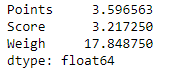 Points     3.596563
Score      3.217250
Weigh     17.848750
dtype: float64